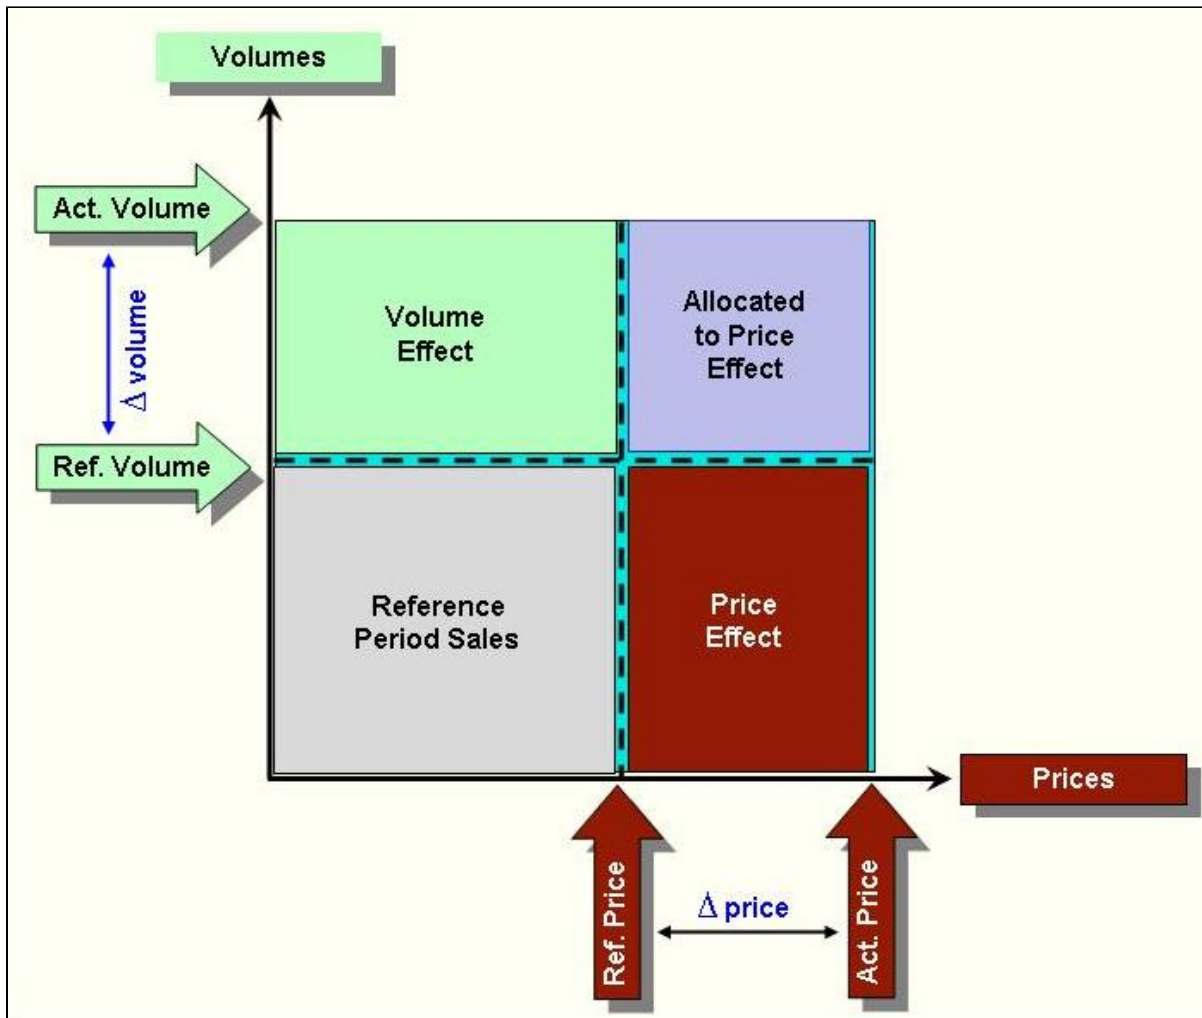 Volumes
Act. Volume
Δ volume
Ref. Volume
Volume
Effect
Allocated
to Price
Effect
Reference
Period Sales
Price
Effect
Prices
Ref. Price
Δ price
Act. Price